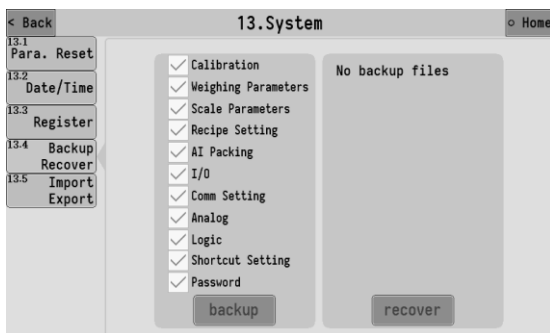 < Back
13.System
○ Home
13.1
Para. Reset
13.2
Date/Time
13.3
Register
13.4 Backup
Recover
13.5 Import
Export
Calibration
Weighing Parameters
Scale Parameters
Recipe Setting
AI Packing
I/O
Comm Setting
Analog
Logic
Shortcut Setting
Password
backup
No backup files
recover